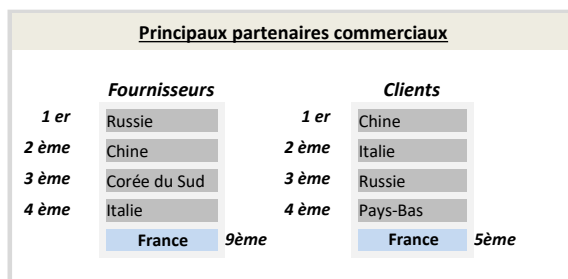 Principaux partenaires commerciaux
Fournisseurs Clients
1 er Russie 1 er Chine
2 ème Chine 2 ème Italie
3 ème Corée du Sud 3 ème Russie
4 ème Italie 4 ème Pays-Bas
France 9ème France 5ème